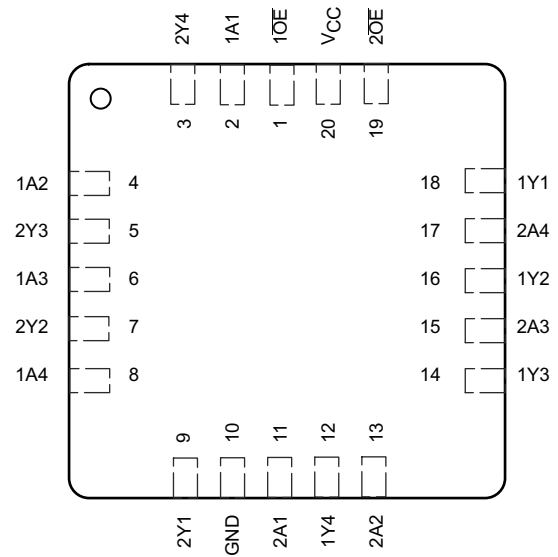 2Y4 1A1 1O̅E̅ VCC 2O̅E̅
3 2 1 20 19
1A2 4 18 1Y1
2Y3 5 17 2A4
1A3 6 16 1Y2
2Y2 7 15 2A3
1A4 8 14 1Y3
9 10 11 12 13
2Y1 GND 2A1 1Y4 2A2